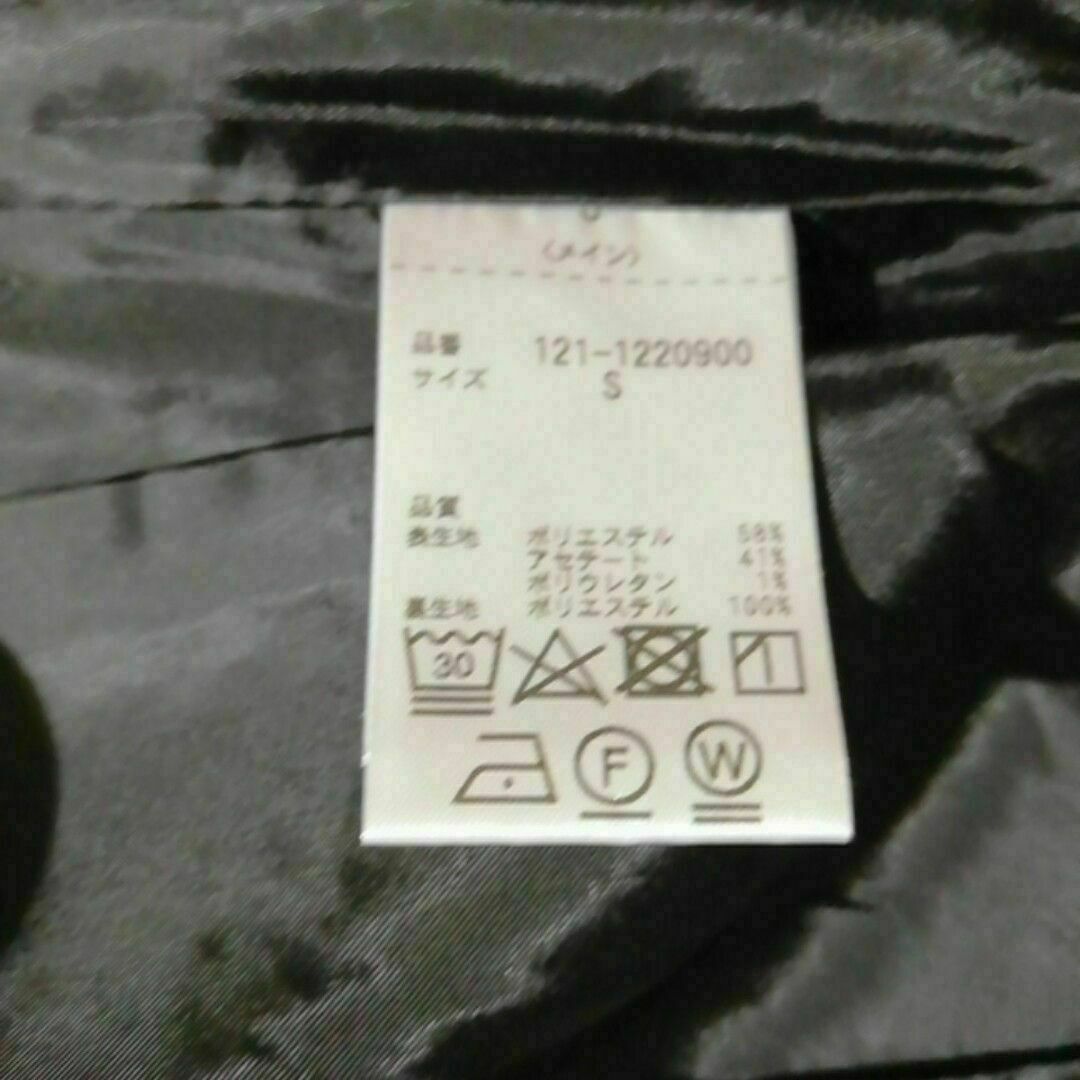 〈メイン〉
品番 121-1220900
サイズ S
品質
表生地 ポリエステル 58%
アセテート 41%
ポリウレタン 1%
裏生地 ポリエステル 100%
30
F W